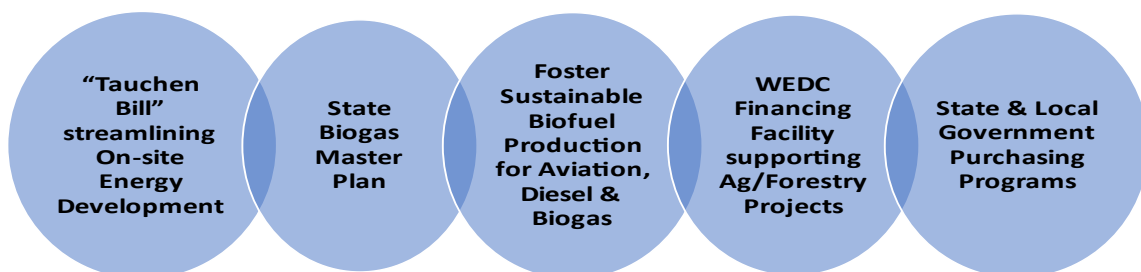 “Tauchen
Bill”
streamlining
On-site
Energy
Development
State
Biogas
Master
Plan
Foster
Sustainable
Biofuel
Production
for Aviation,
Diesel &
Biogas
WEDC
Financing
Facility
supporting
Ag/Forestry
Projects
State & Local
Government
Purchasing
Programs